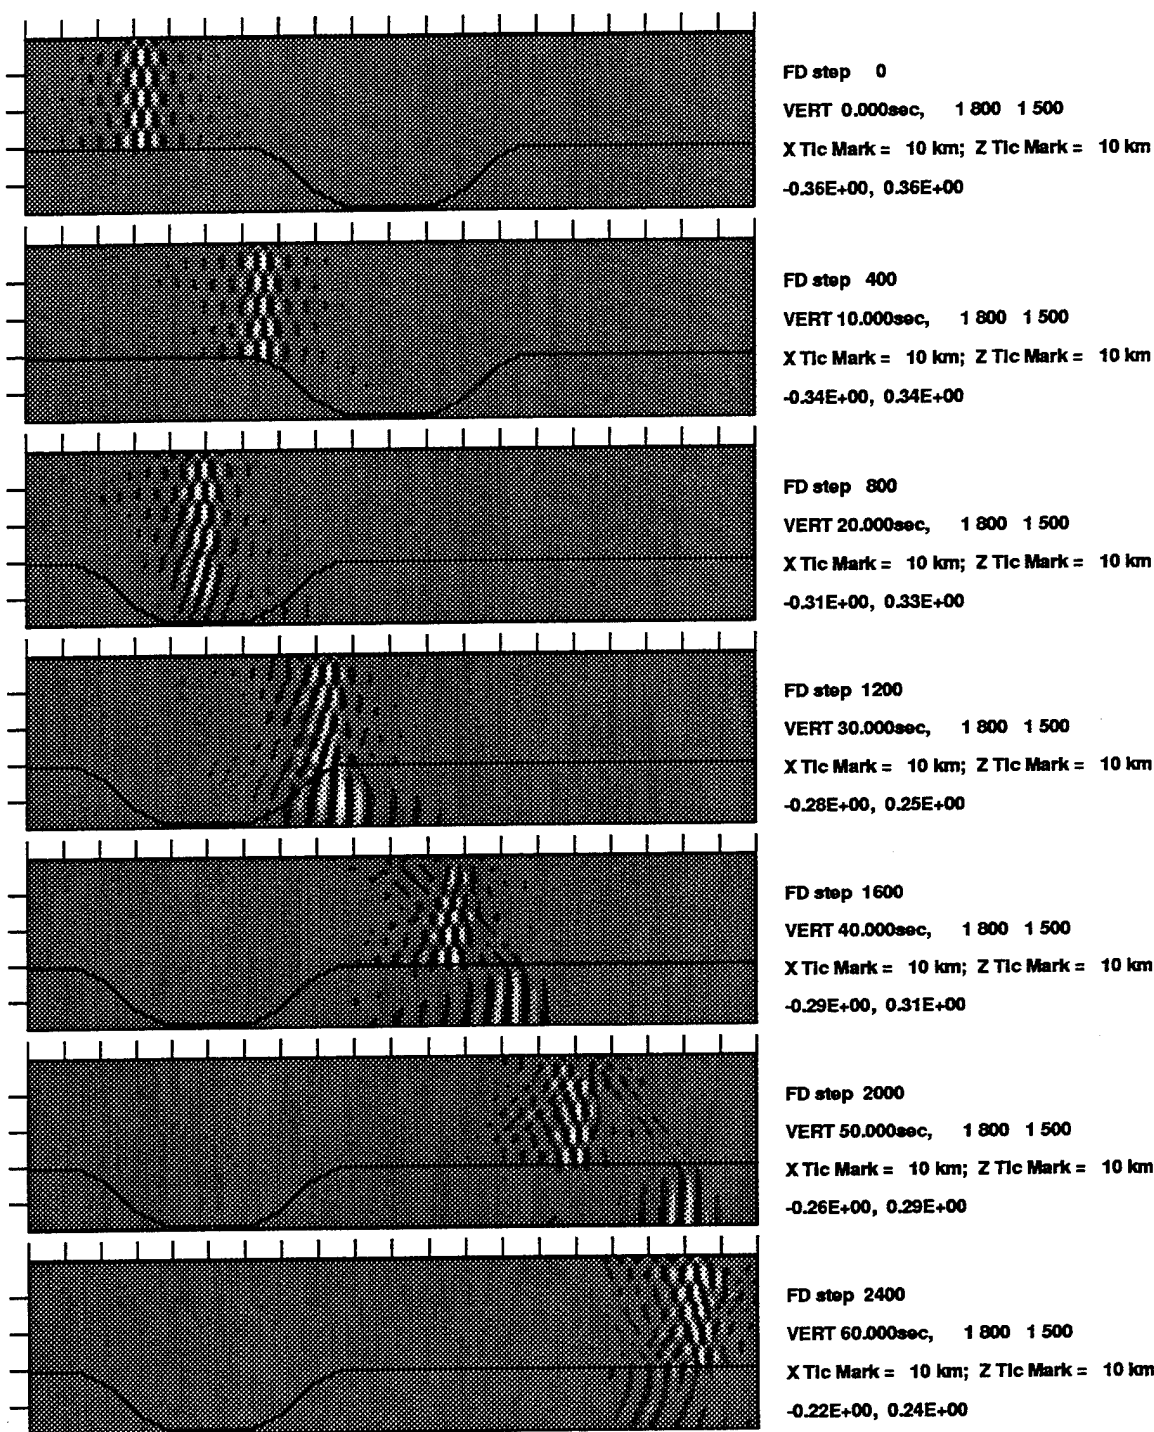 FD step 0
VERT 0.000sec, 1 800 1 500
X Tic Mark = 10 km; Z Tic Mark = 10 km
-0.36E+00, 0.36E+00
FD step 400
VERT 10.000sec, 1 800 1 500
X Tic Mark = 10 km; Z Tic Mark = 10 km
-0.34E+00, 0.34E+00
FD step 800
VERT 20.000sec, 1 800 1 500
X Tic Mark = 10 km; Z Tic Mark = 10 km
-0.31E+00, 0.33E+00
FD step 1200
VERT 30.000sec, 1 800 1 500
X Tic Mark = 10 km; Z Tic Mark = 10 km
-0.28E+00, 0.25E+00
FD step 1600
VERT 40.000sec, 1 800 1 500
X Tic Mark = 10 km; Z Tic Mark = 10 km
-0.29E+00, 0.31E+00
FD step 2000
VERT 50.000sec, 1 800 1 500
X Tic Mark = 10 km; Z Tic Mark = 10 km
-0.26E+00, 0.29E+00
FD step 2400
VERT 60.000sec, 1 800 1 500
X Tic Mark = 10 km; Z Tic Mark = 10 km
-0.22E+00, 0.24E+00